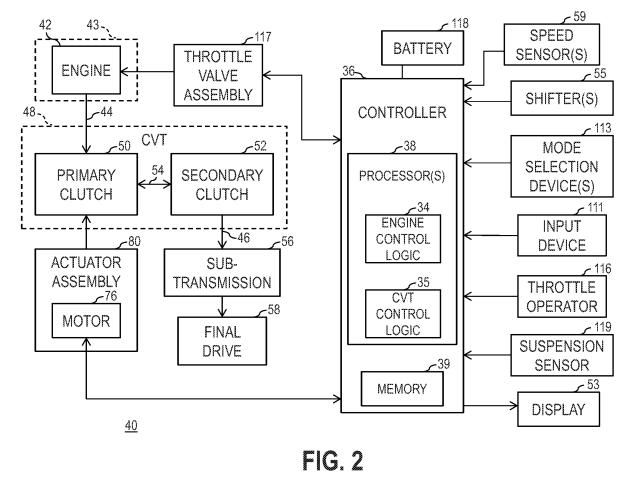 42
43
ENGINE
44
117
THROTTLE
VALVE
ASSEMBLY
118
BATTERY
36
CONTROLLER
38
PROCESSOR(S)
34
ENGINE
CONTROL
LOGIC
35
CVT
CONTROL
LOGIC
39
MEMORY
59
SPEED
SENSOR(S)
55
SHIFTER(S)
113
MODE
SELECTION
DEVICE(S)
111
INPUT
DEVICE
116
THROTTLE
OPERATOR
119
SUSPENSION
SENSOR
53
DISPLAY
48
CVT
50
PRIMARY
CLUTCH
54
52
SECONDARY
CLUTCH
46
80
ACTUATOR
ASSEMBLY
76
MOTOR
56
SUB-
TRANSMISSION
58
FINAL
DRIVE
40
FIG. 2